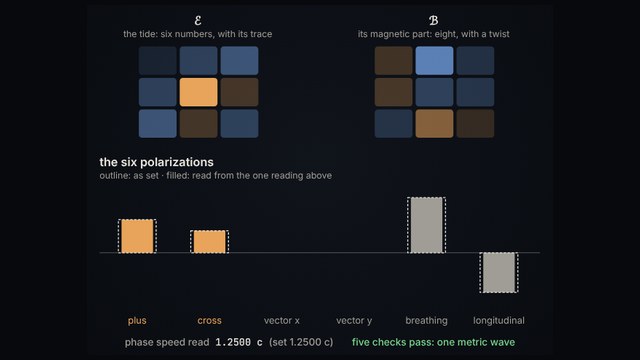 ℰ
the tide: six numbers, with its trace
ℬ
its magnetic part: eight, with a twist
the six polarizations
outline: as set · filled: read from the one reading above
plus cross vector x vector y breathing longitudinal
phase speed read 1.2500 c (set 1.2500 c) five checks pass: one metric wave